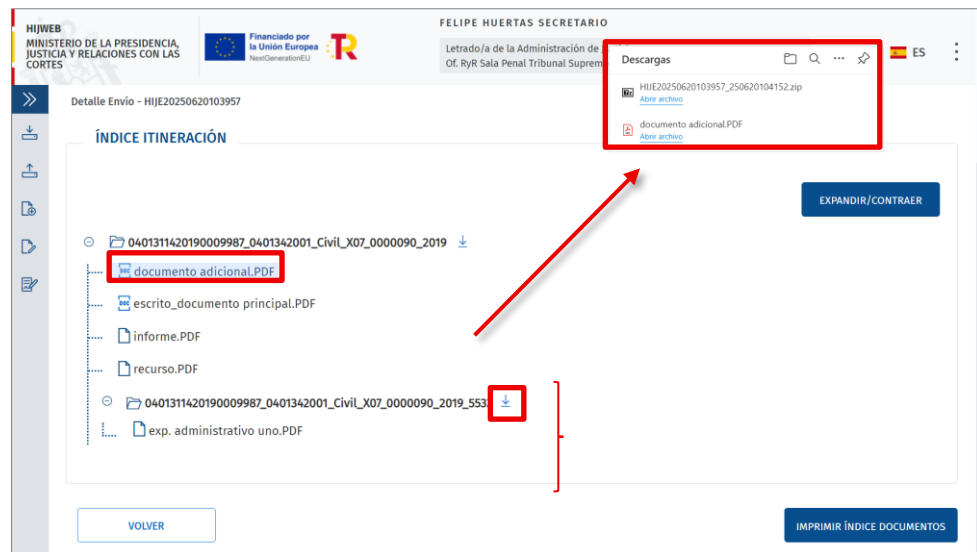 HIJWEB
MINISTERIO DE LA PRESIDENCIA,
JUSTICIA Y RELACIONES CON LAS
CORTES
Financiado por
la Unión Europea
NextGenerationEU
FELIPE HUERTAS SECRETARIO
Letrado/a de la Administración de
Of. RyR Sala Penal Tribunal Suprem
Descargas
HIJE20250620103957_250620104152.zip
Abrir archivo
documento adicional.PDF
Abrir archivo
ES
Detalle Envío - HIJE20250620103957
ÍNDICE ITINERACIÓN
EXPANDIR/CONTRAER
0401311420190009987_0401342001_Civil_X07_0000090_2019
documento adicional.PDF
escrito_documento principal.PDF
informe.PDF
recurso.PDF
0401311420190009987_0401342001_Civil_X07_0000090_2019_553
exp. administrativo uno.PDF
VOLVER
IMPRIMIR ÍNDICE DOCUMENTOS